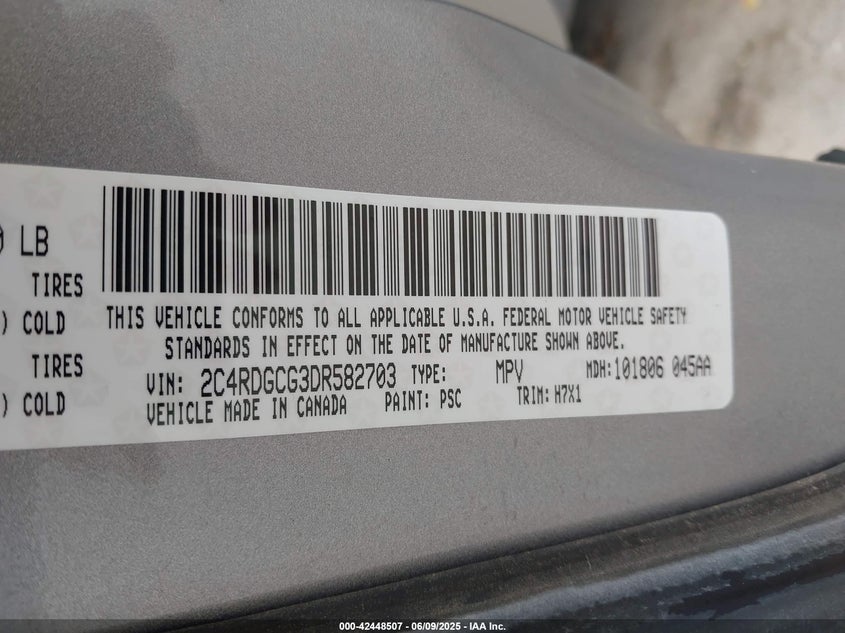 LB
TIRES
) COLD
TIRES
) COLD
THIS VEHICLE CONFORMS TO ALL APPLICABLE U.S.A. FEDERAL MOTOR VEHICLE SAFETY
STANDARDS IN EFFECT ON THE DATE OF MANUFACTURE SHOWN ABOVE.
VIN: 2C4RDGCG3DR582703 TYPE: MPV MDH:101806 045AA
VEHICLE MADE IN CANADA PAINT: PSC TRIM: H7X1
000-42448507 - 06/09/2025 - IAA Inc.